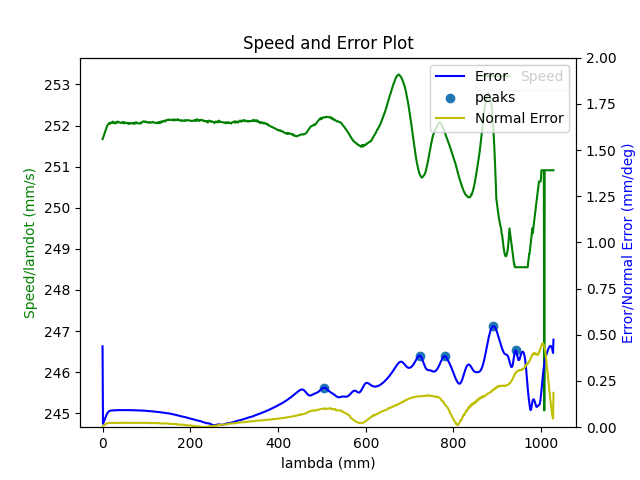 Speed and Error Plot
Speed/lamdot (mm/s)
253
252
251
250
249
248
247
246
245
Error
Speed
peaks
Normal Error
2.00
1.75
1.50
1.25
1.00
0.75
0.50
0.25
0.00
Error/Normal Error (mm/deg)
0 200 400 600 800 1000
lambda (mm)